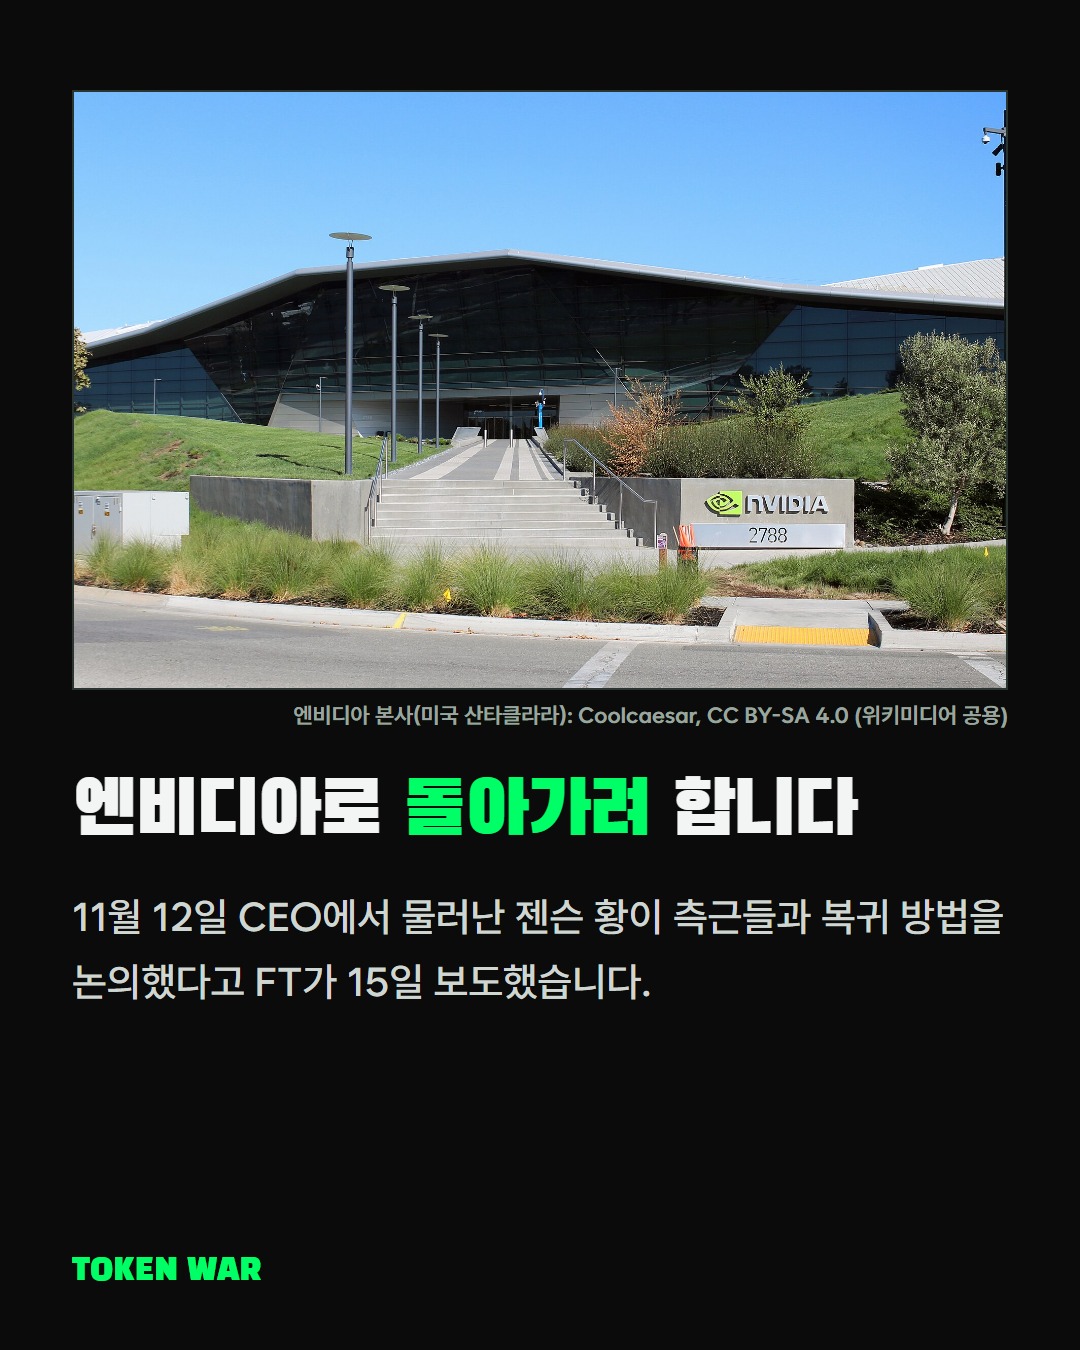 NVIDIA
2788
엔비디아 본사(미국 산타클라라): Coolcaesar, CC BY-SA 4.0 (위키미디어 공용)
엔비디아로 돌아가려 합니다
11월 12일 CEO에서 물러난 젠슨 황이 측근들과 복귀 방법을
논의했다고 FT가 15일 보도했습니다.
TOKEN WAR